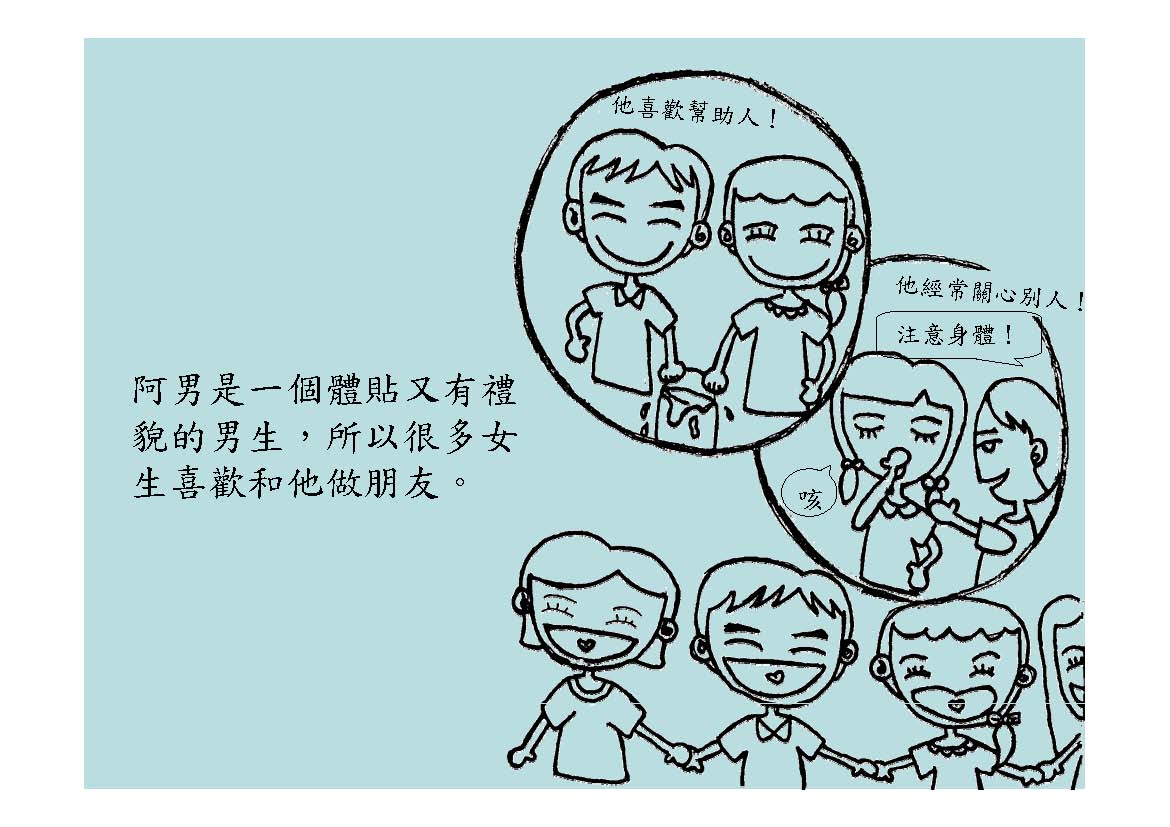 他喜歡幫助人！
他經常關心別人！
注意身體！
咳
阿男是一個體貼又有禮
貌的男生，所以很多女
生喜歡和他做朋友。